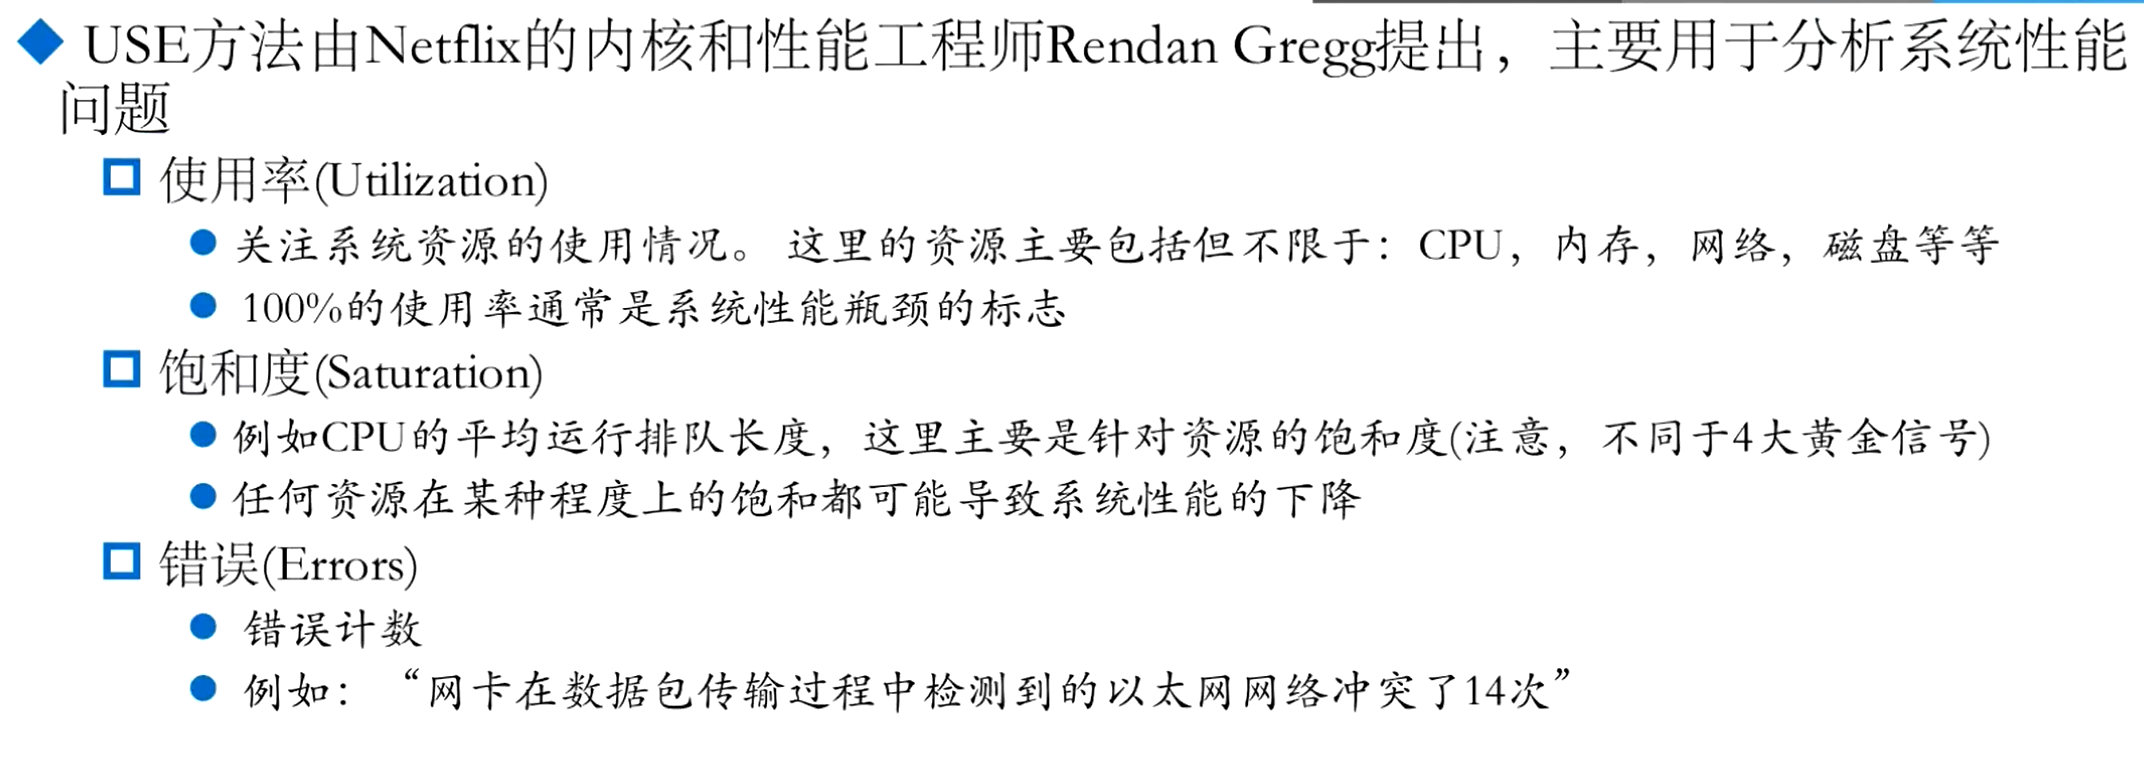 USE方法由Netflix的内核和性能工程师Rendan Gregg提出，主要用于分析系统性能
问题
使用率(Utilization)
关注系统资源的使用情况。 这里的资源主要包括但不限于：CPU，内存，网络，磁盘等等
100%的使用率通常是系统性能瓶颈的标志
饱和度(Saturation)
例如CPU的平均运行排队长度，这里主要是针对资源的饱和度(注意，不同于4大黄金信号)
任何资源在某种程度上的饱和都可能导致系统性能的下降
错误(Errors)
错误计数
例如：“网卡在数据包传输过程中检测到的以太网网络冲突了14次”